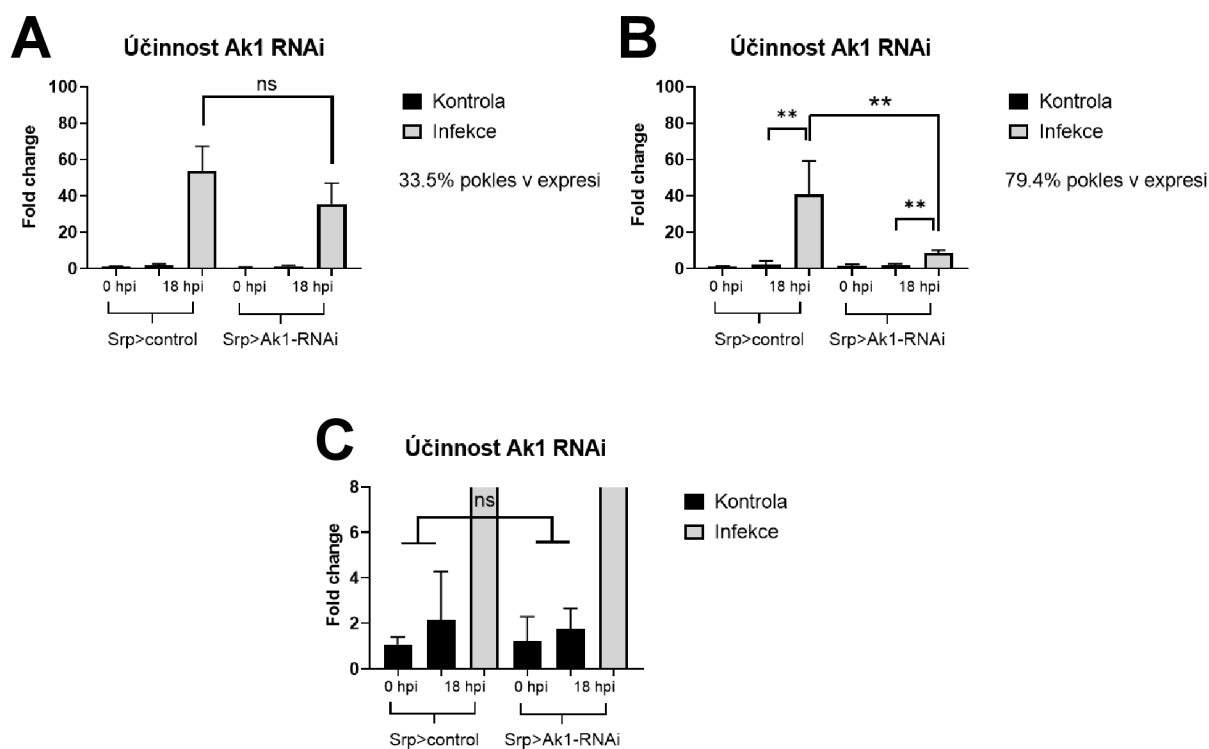 A
Účinnost Ak1 RNAi
100
80
60
40
20
0
Fold change
ns
Kontrola
Infekce
33.5% pokles v expresi
0 hpi 18 hpi 0 hpi 18 hpi
Srp>control Srp>Ak1-RNAi
B
Účinnost Ak1 RNAi
100
80
60
40
20
0
Fold change
**
**
**
Kontrola
Infekce
79.4% pokles v expresi
0 hpi 18 hpi 0 hpi 18 hpi
Srp>control Srp>Ak1-RNAi
C
Účinnost Ak1 RNAi
8
6
4
2
0
Fold change
ns
Kontrola
Infekce
0 hpi 18 hpi 0 hpi 18 hpi
Srp>control Srp>Ak1-RNAi